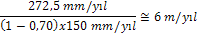 272,5 mm/yıl
(1 − 0,70)x150 mm/yıl ≅ 6 m/yıl